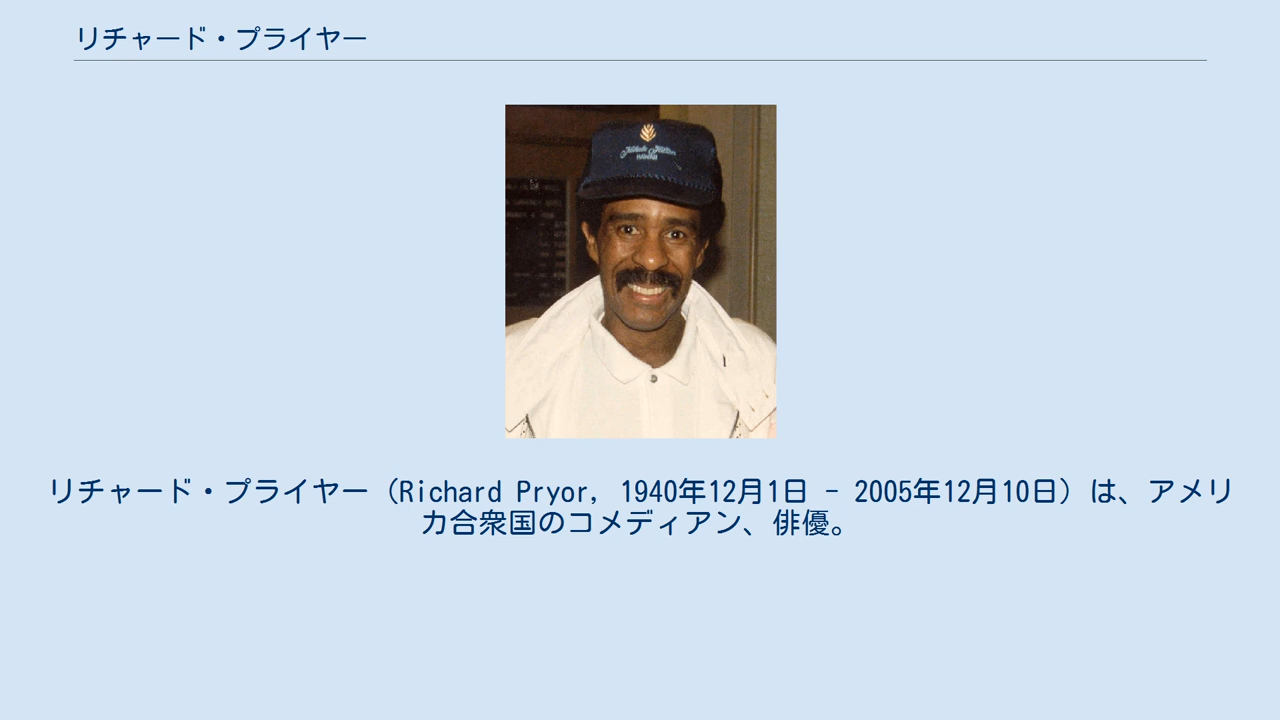 リチャード・プライヤー
HAWAII
リチャード・プライヤー（Richard Pryor, 1940年12月1日 - 2005年12月10日）は、アメリ
カ合衆国のコメディアン、俳優。